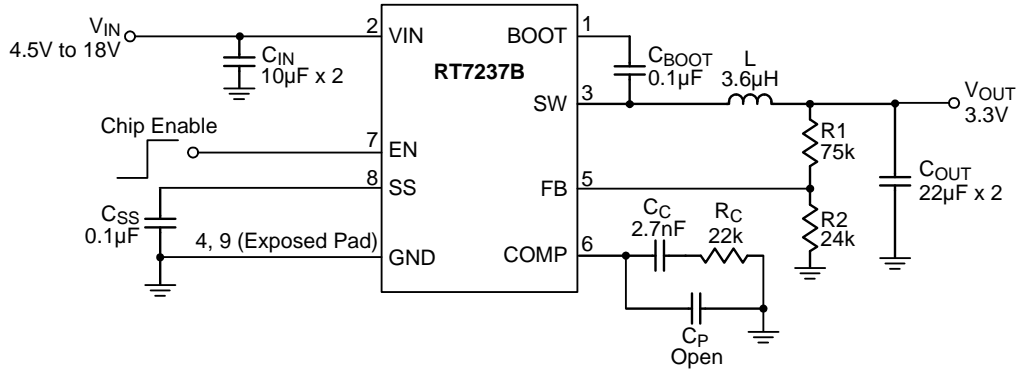 VIN
4.5V to 18V
2
VIN
CIN
10µF x 2
RT7237B
BOOT
1
CBOOT
0.1µF
L
3.6µH
SW
3
VOUT
3.3V
Chip Enable
7
EN
R1
75k
8
SS
FB
5
COUT
22µF x 2
CSS
0.1µF
4, 9 (Exposed Pad)
GND
R2
24k
COMP
6
CC
2.7nF
RC
22k
CP
Open